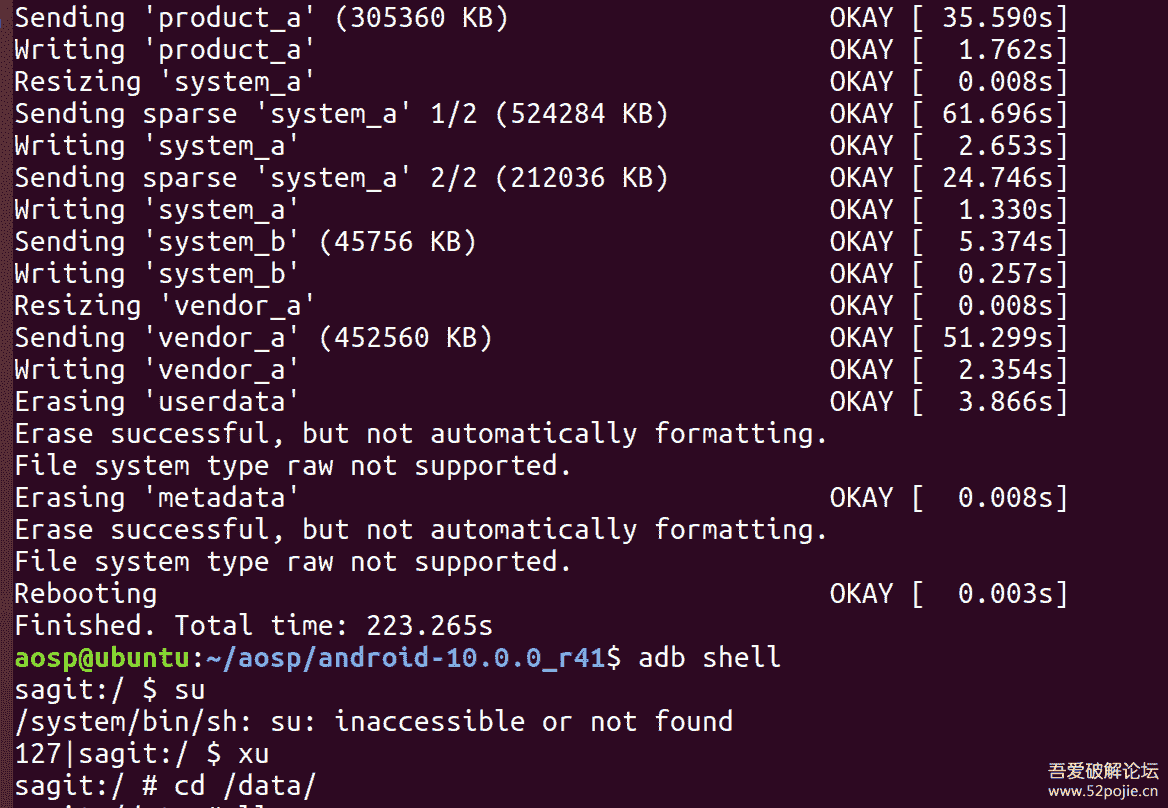 Sending 'product_a' (305360 KB) OKAY [ 35.590s]
Writing 'product_a' OKAY [ 1.762s]
Resizing 'system_a' OKAY [ 0.008s]
Sending sparse 'system_a' 1/2 (524284 KB) OKAY [ 61.696s]
Writing 'system_a' OKAY [ 2.653s]
Sending sparse 'system_a' 2/2 (212036 KB) OKAY [ 24.746s]
Writing 'system_a' OKAY [ 1.330s]
Sending 'system_b' (45756 KB) OKAY [ 5.374s]
Writing 'system_b' OKAY [ 0.257s]
Resizing 'vendor_a' OKAY [ 0.008s]
Sending 'vendor_a' (452560 KB) OKAY [ 51.299s]
Writing 'vendor_a' OKAY [ 2.354s]
Erasing 'userdata' OKAY [ 3.866s]
Erase successful, but not automatically formatting.
File system type raw not supported.
Erasing 'metadata' OKAY [ 0.008s]
Erase successful, but not automatically formatting.
File system type raw not supported.
Rebooting OKAY [ 0.003s]
Finished. Total time: 223.265s
aosp@ubuntu:~/aosp/android-10.0.0_r41$ adb shell
sagit:/ $ su
/system/bin/sh: su: inaccessible or not found
127|sagit:/ $ xu
sagit:/ # cd /data/
吾爱破解论坛
www.52pojie.cn